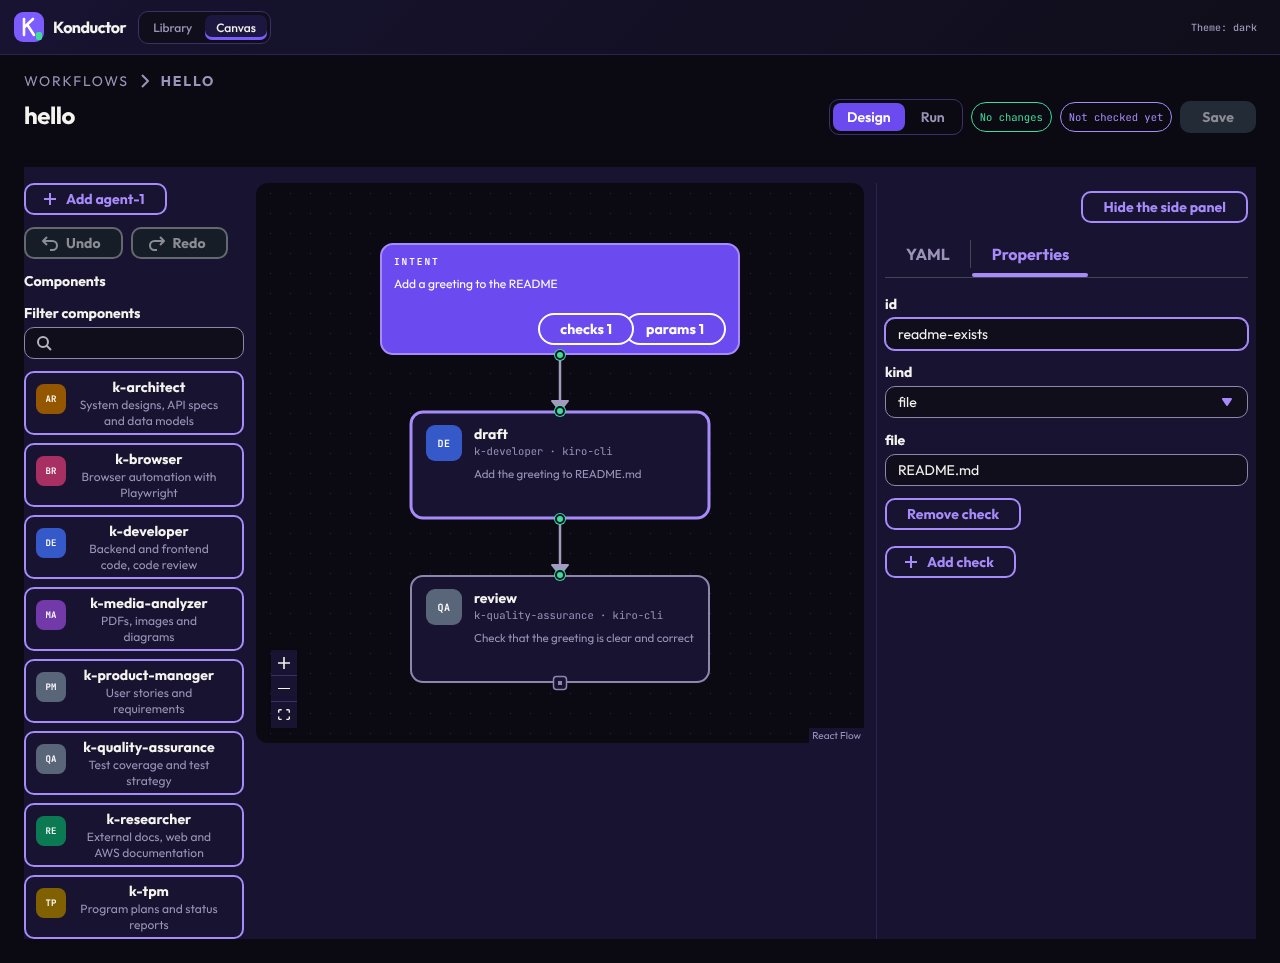 Konductor
Library
Canvas
Theme: dark
WORKFLOWS
HELLO
hello
Design
Run
No changes
Not checked yet
Save
Add agent-1
Undo
Redo
Components
Filter components
AR
k-architect
System designs, API specs
and data models
BR
k-browser
Browser automation with
Playwright
DE
k-developer
Backend and frontend
code, code review
MA
k-media-analyzer
PDFs, images and
diagrams
PM
k-product-manager
User stories and
requirements
QA
k-quality-assurance
Test coverage and test
strategy
RE
k-researcher
External docs, web and
AWS documentation
TP
k-tpm
Program plans and status
reports
INTENT
Add a greeting to the README
checks 1
params 1
DE
draft
k-developer · kiro-cli
Add the greeting to README.md
QA
review
k-quality-assurance · kiro-cli
Check that the greeting is clear and correct
React Flow
Hide the side panel
YAML
Properties
id
readme-exists
kind
file
file
README.md
Remove check
Add check